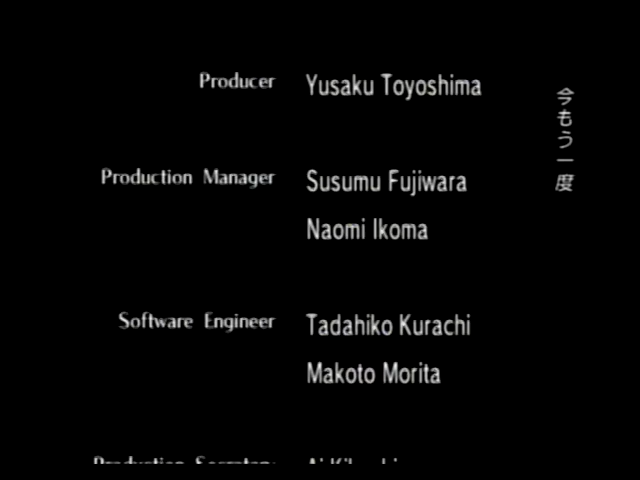 Producer Yusaku Toyoshima
今もう一度
Production Manager Susumu Fujiwara
Naomi Ikoma
Software Engineer Tadahiko Kurachi
Makoto Morita
Production